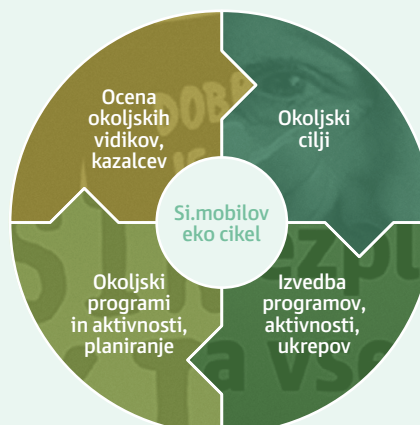 Ocena
okoljskih
vidikov,
kazalcev
Okoljski
cilji
Si.mobilov
eko cikel
Okoljski
programi
in aktivnosti,
planiranje
Izvedba
programov,
aktivnosti,
ukrepov